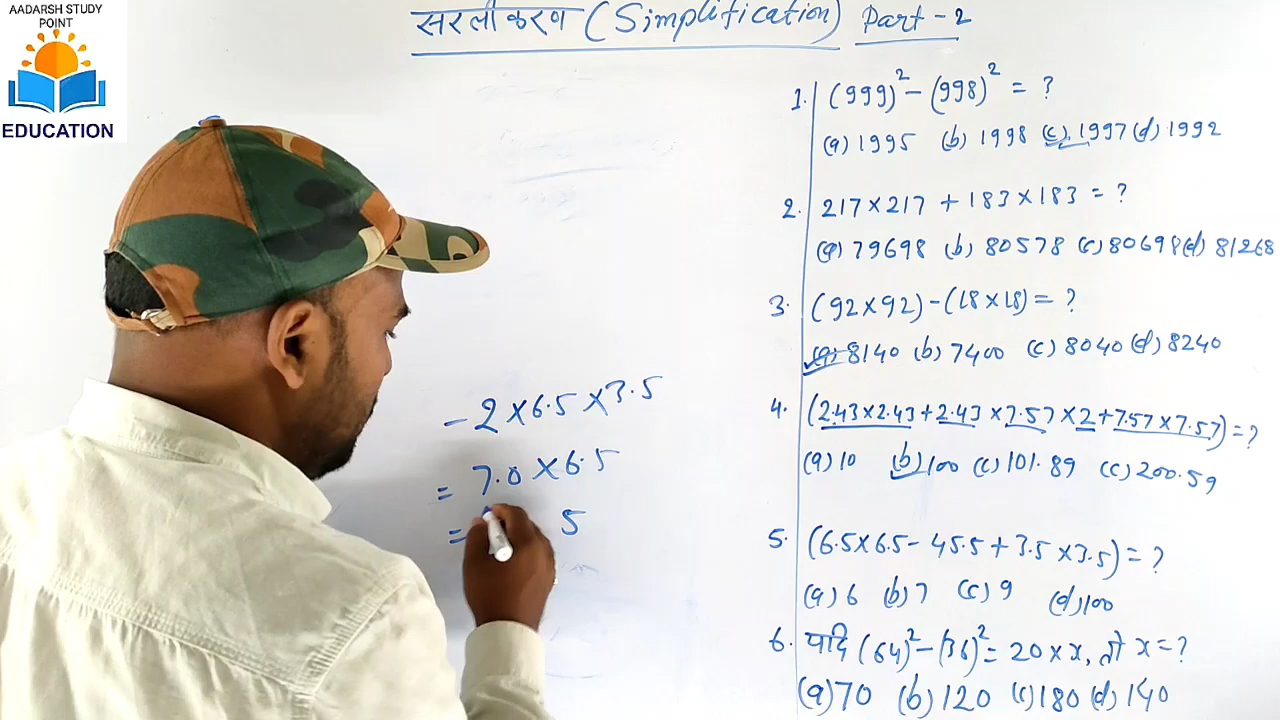 AADARSH STUDY
POINT
EDUCATION
सरलीकरण (Simplification) Part - 2
1. (999)² - (998)² = ?
(a) 1995 (b) 1998 (c) 1997 (d) 1992
2. 217×217 + 183×183 = ?
(a) 79698 (b) 80578 (c) 80698 (d) 81268
3. (92×92) - (18×18) = ?
(a) 8140 (b) 7400 (c) 8040 (d) 8240
4. (2.43×2.43 + 2.43 ×7.57 ×2 +7.57×7.57) = ?
(a) 10 (b) 100 (c) 101.89 (c) 200.59
5. (6.5×6.5 - 45.5 + 3.5 ×3.5) = ?
(a) 6 (b) 7 (c) 9 (d) 100
6. यदि (64)² - (36)² = 20 × x, तो x = ?
(a) 70 (b) 120 (c) 180 (d) 140
- 2 ×6.5 ×3.5
= 7.0 ×6.5
= 5